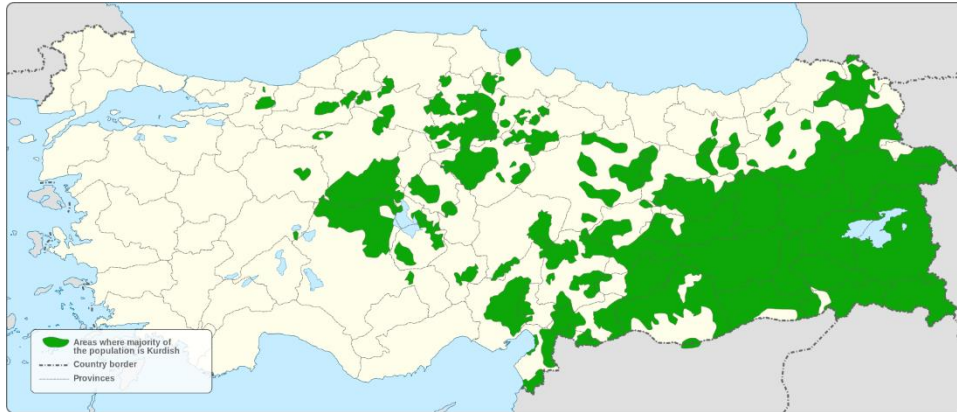 Areas where majority of
the population is Kurdish
Country border
Provinces